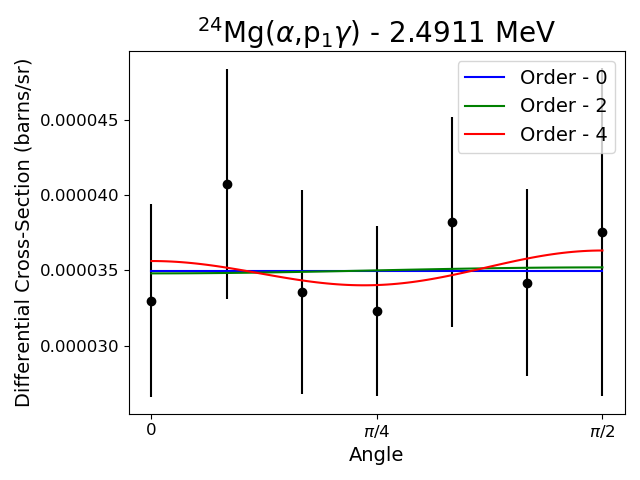 ²⁴Mg(α,p₁γ) - 2.4911 MeV
Order - 0
Order - 2
Order - 4
Differential Cross-Section (barns/sr)
0.000045
0.000040
0.000035
0.000030
0 π/4 π/2
Angle